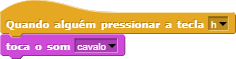 Quando alguém pressionar a tecla h
toca o som cavalo